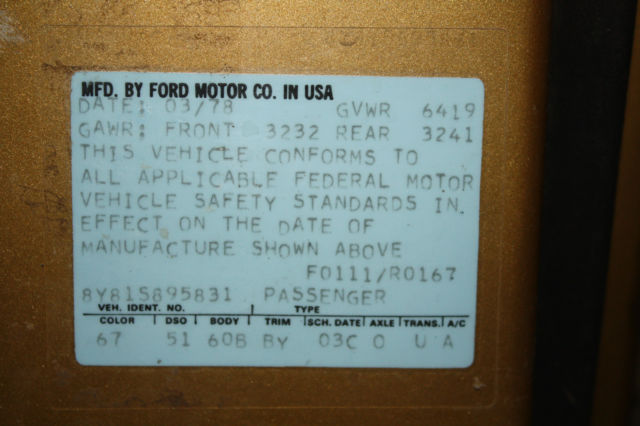 MFD. BY FORD MOTOR CO. IN USA
DATE: 03/78 GVWR 6419
GAWR: FRONT 3232 REAR 3241
THIS VEHICLE CONFORMS TO
ALL APPLICABLE FEDERAL MOTOR
VEHICLE SAFETY STANDARDS IN.
EFFECT ON THE DATE OF
MANUFACTURE SHOWN ABOVE
F0111/R0167
8Y81S895831 PASSENGER
VEH. IDENT. NO. TYPE
COLOR DSO BODY TRIM SCH. DATE AXLE TRANS. A/C
67 51 60B BY 03C O U A